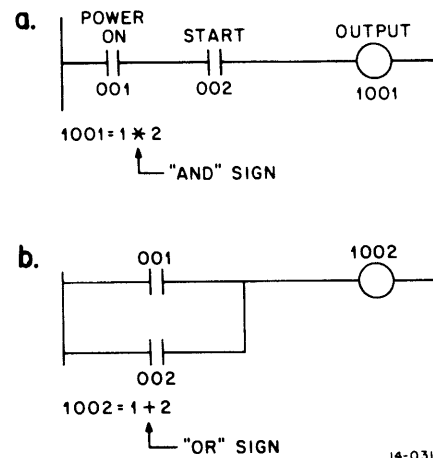 a.
POWER ON
START
OUTPUT
001
002
1001
1001 = 1 * 2
"AND" SIGN
b.
001
1002
002
1002 = 1 + 2
"OR" SIGN
14-031